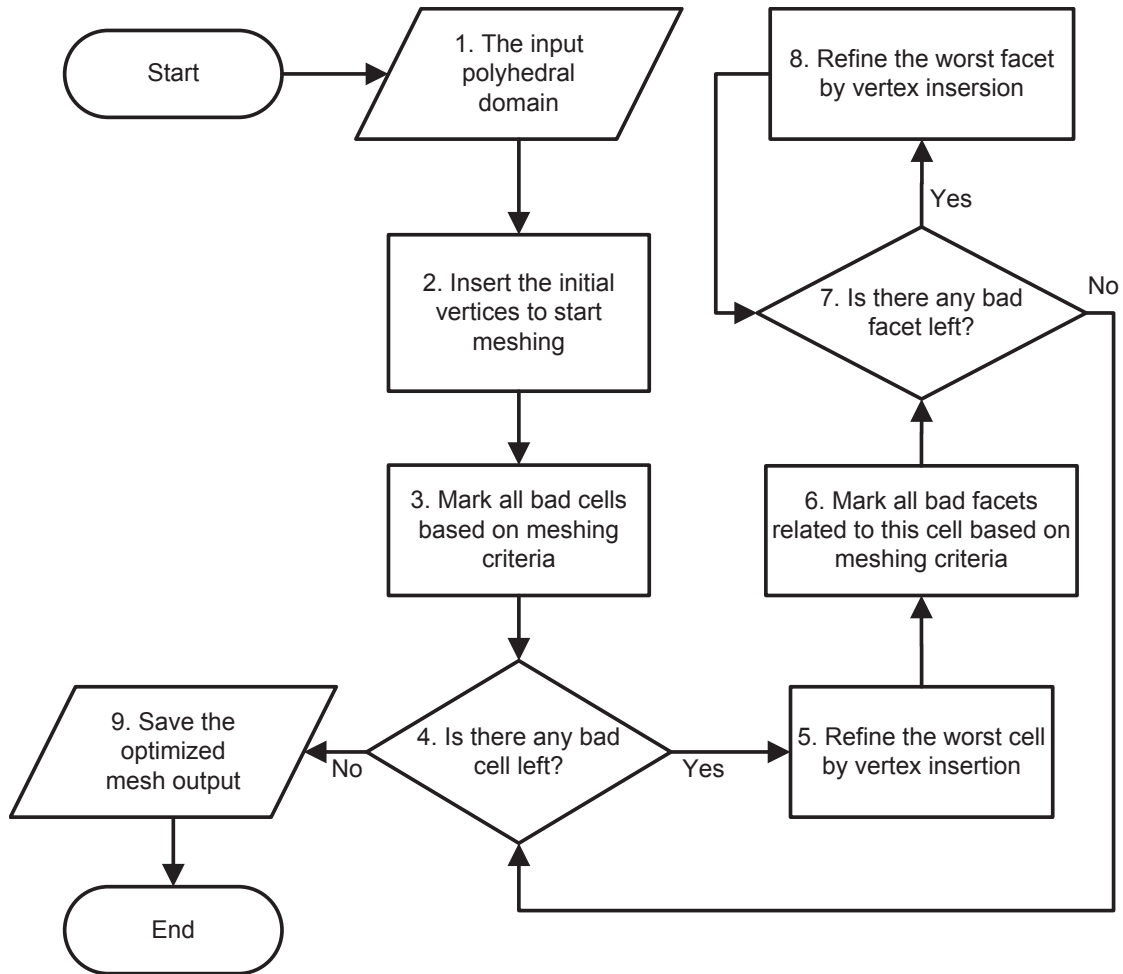 Start
1. The input
polyhedral
domain
2. Insert the initial
vertices to start
meshing
3. Mark all bad cells
based on meshing
criteria
4. Is there any bad
cell left?
No
Yes
5. Refine the worst cell
by vertex insertion
6. Mark all bad facets
related to this cell based on
meshing criteria
7. Is there any bad
facet left?
Yes
No
8. Refine the worst facet
by vertex insersion
9. Save the
optimized
mesh output
End